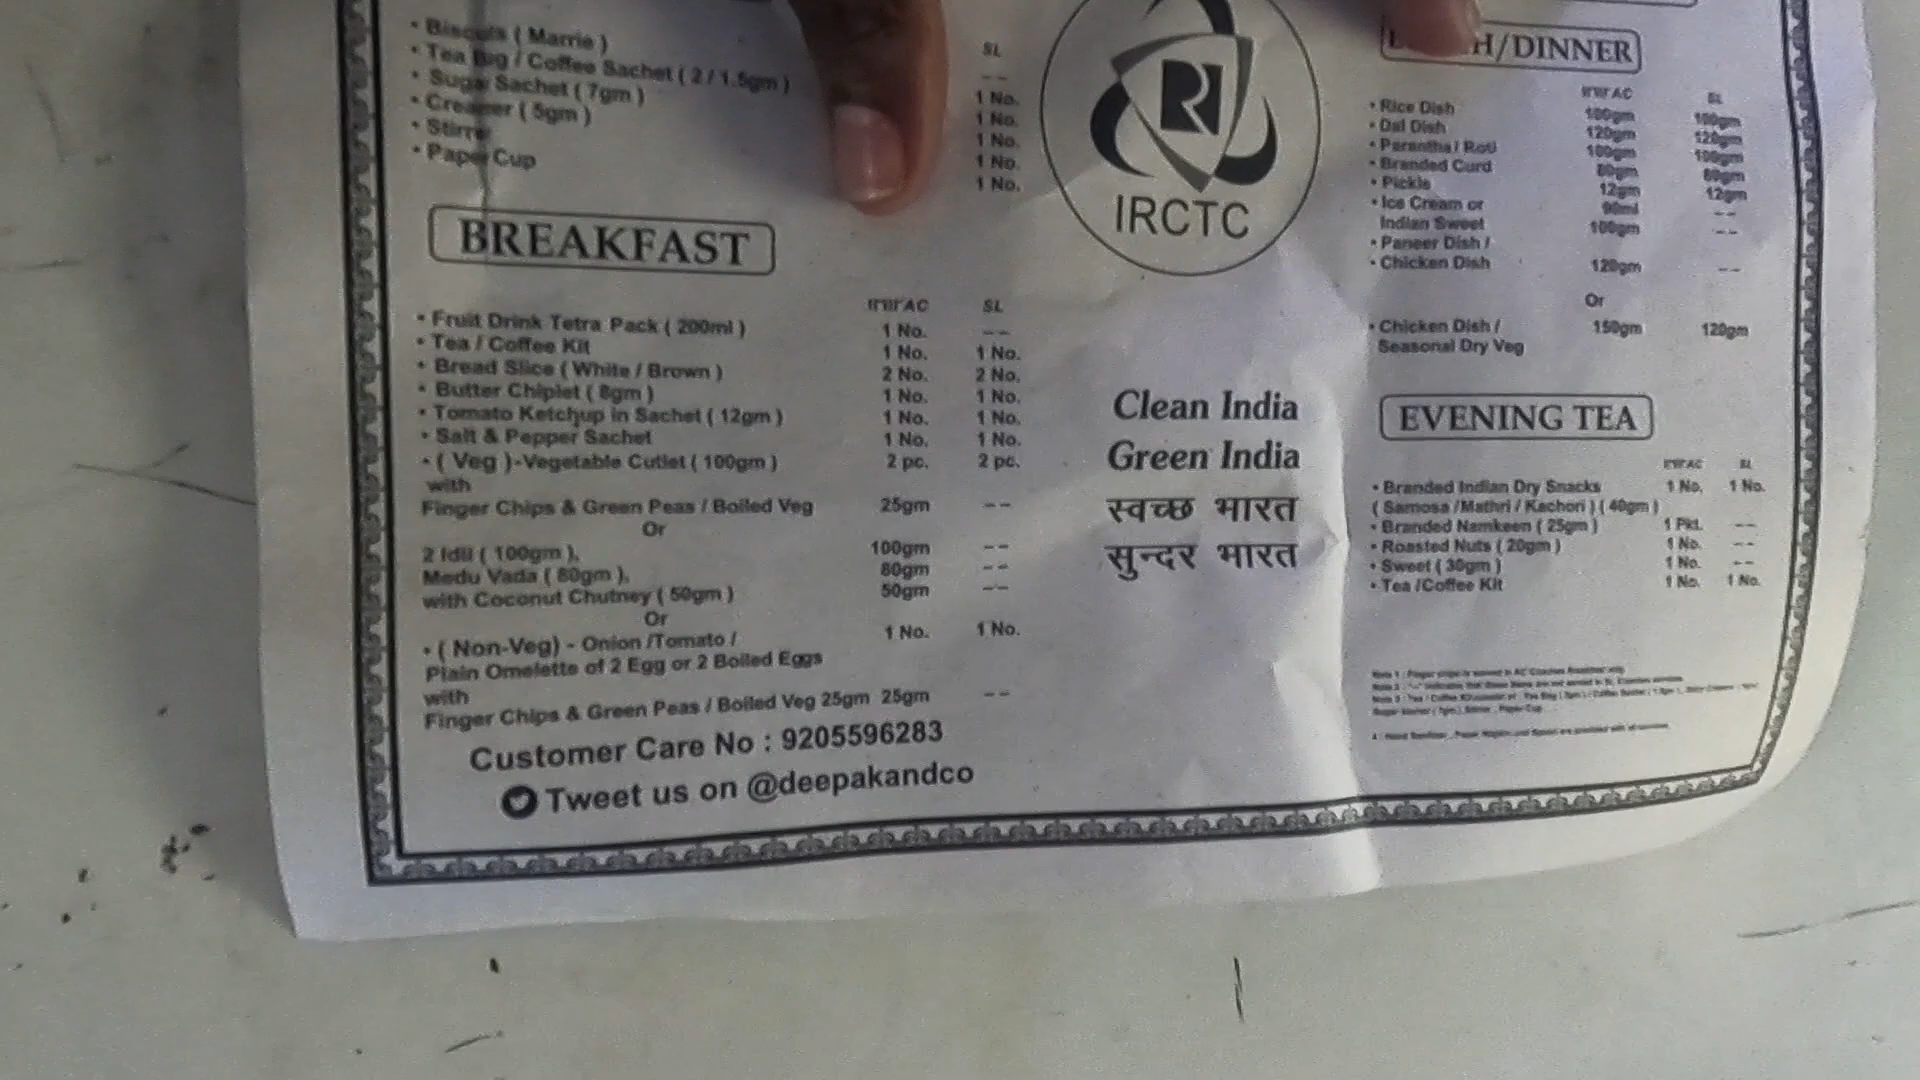 • Biscuits ( Marrie )
• Tea Bag / Coffee Sachet ( 2 / 1.5gm )
• Sugar Sachet ( 7gm )
• Creamer ( 5gm )
• Stirrer
• Paper Cup
SL
--
1 No.
1 No.
1 No.
1 No.
1 No.
BREAKFAST
AC SL
• Fruit Drink Tetra Pack ( 200ml ) 1 No. --
• Tea / Coffee Kit 1 No. 1 No.
• Bread Slice ( White / Brown ) 2 No. 2 No.
• Butter Chiplet ( 8gm ) 1 No. 1 No.
• Tomato Ketchup in Sachet ( 12gm ) 1 No. 1 No.
• Salt & Pepper Sachet 1 No. 1 No.
• ( Veg )-Vegetable Cutlet ( 100gm ) 2 pc. 2 pc.
with
Finger Chips & Green Peas / Boiled Veg 25gm --
Or
2 Idli ( 100gm ), 100gm --
Medu Vada ( 80gm ), 80gm --
with Coconut Chutney ( 50gm ) 50gm --
Or
• ( Non-Veg) - Onion /Tomato / 1 No. 1 No.
Plain Omelette of 2 Egg or 2 Boiled Eggs
with
Finger Chips & Green Peas / Boiled Veg 25gm 25gm --
Customer Care No : 9205596283
Tweet us on @deepakandco
IRCTC
Clean India
Green India
स्वच्छ भारत
सुन्दर भारत
H/DINNER
AC SL
• Rice Dish 100gm 100gm
• Dal Dish 120gm 120gm
• Parantha / Roti 100gm 100gm
• Branded Curd 80gm 80gm
• Pickle 12gm 12gm
• Ice Cream or 90ml --
Indian Sweet 100gm --
• Paneer Dish /
• Chicken Dish 120gm --
Or
• Chicken Dish / 150gm 120gm
Seasonal Dry Veg
EVENING TEA
AC SL
• Branded Indian Dry Snacks 1 No. 1 No.
( Samosa /Mathri / Kachori ) ( 40gm )
• Branded Namkeen ( 25gm ) 1 Pkt. --
• Roasted Nuts ( 20gm ) 1 No. --
• Sweet ( 30gm ) 1 No. --
• Tea /Coffee Kit 1 No. 1 No.